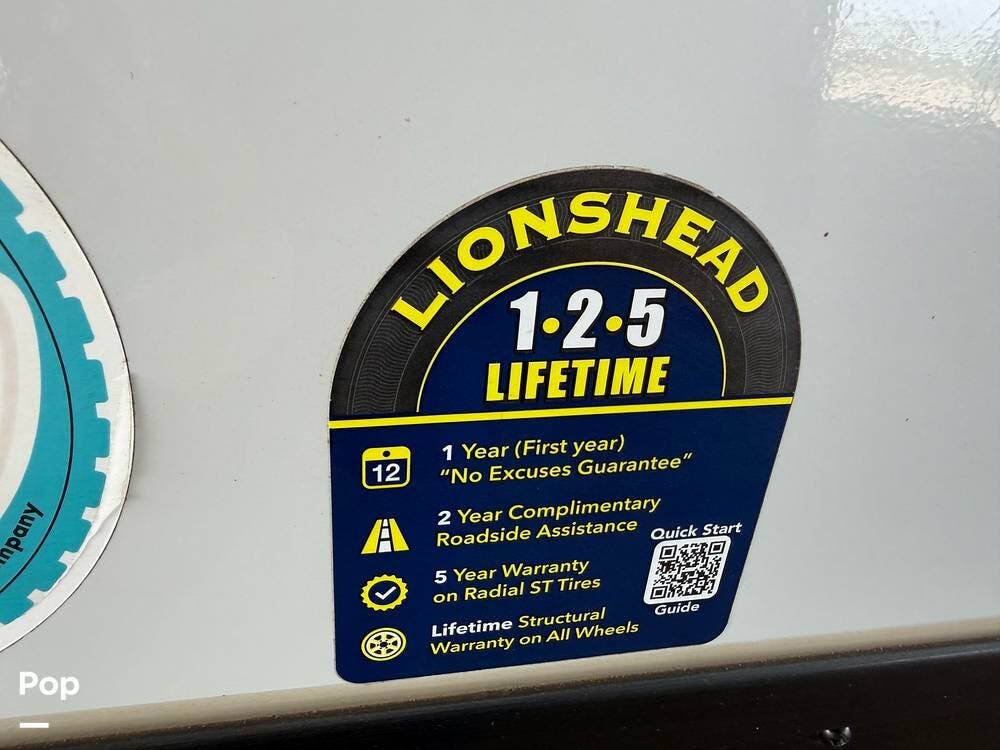 LIONSHEAD
1•2•5
LIFETIME
12
1 Year (First year)
"No Excuses Guarantee"
2 Year Complimentary
Roadside Assistance
5 Year Warranty
on Radial ST Tires
Lifetime Structural
Warranty on All Wheels
Quick Start
Guide
Pop